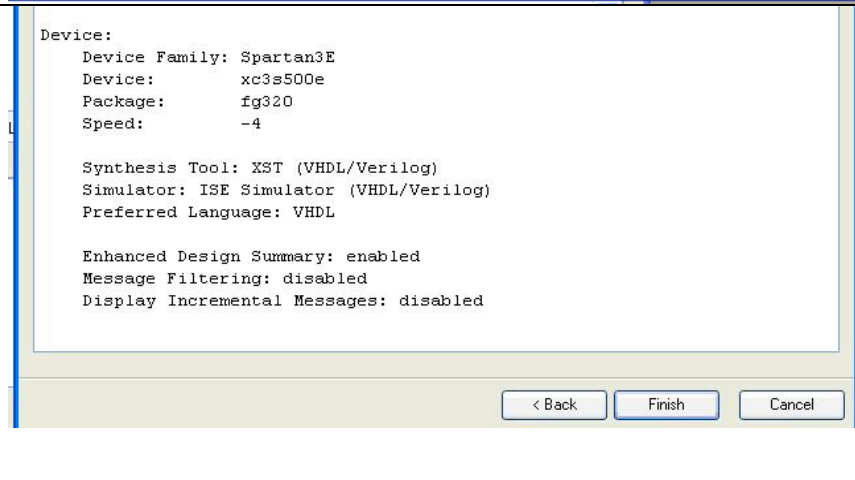 Device:
Device Family: Spartan3E
Device: xc3s500e
Package: fg320
Speed: -4
Synthesis Tool: XST (VHDL/Verilog)
Simulator: ISE Simulator (VHDL/Verilog)
Preferred Language: VHDL
Enhanced Design Summary: enabled
Message Filtering: disabled
Display Incremental Messages: disabled
< Back Finish Cancel